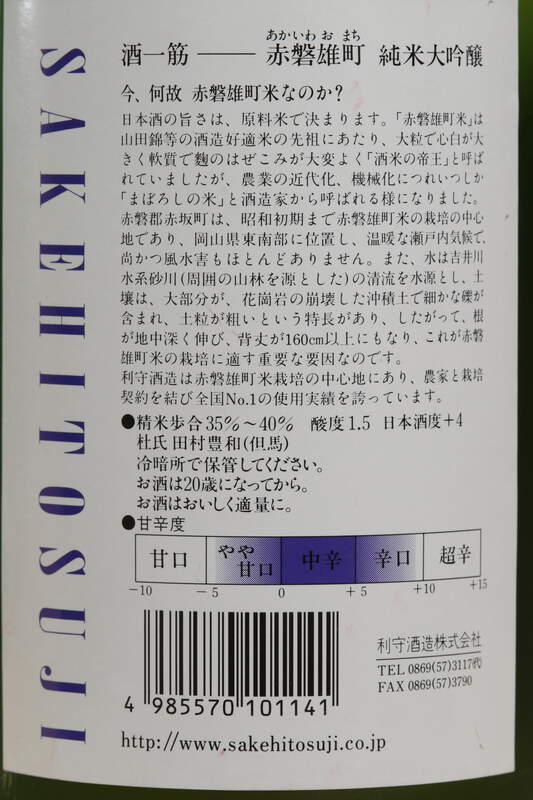 SAKEHITOSUJI
あかいわ お まち
酒一筋 ―― 赤磐雄町 純米大吟醸
今、何故 赤磐雄町米なのか？
日本酒の旨さは、原料米で決まります。「赤磐雄町米」は
山田錦等の酒造好適米の先祖にあたり、大粒で心白が大
きく軟質で麴のはぜこみが大変よく「酒米の帝王」と呼ば
れていましたが、農業の近代化、機械化につれいつしか
「まぼろしの米」と酒造家から呼ばれる様になりました。
赤磐郡赤坂町は、昭和初期まで赤磐雄町米の栽培の中心
地であり、岡山県東南部に位置し、温暖な瀬戸内気候で、
尚かつ風水害もほとんどありません。また、水は吉井川
水系砂川(周囲の山林を源とした)の清流を水源とし、土
壌は、大部分が、花崗岩の崩壊した沖積土で細かな礫が
含まれ、土粒が粗いという特長があり、したがって、根
が地中深く伸び、背丈が160cm以上にもなり、これが赤磐
雄町米の栽培に適す重要な要因なのです。
利守酒造は赤磐雄町米栽培の中心地にあり、農家と栽培
契約を結び全国No.1の使用実績を誇っています。
●精米歩合35%〜40% 酸度1.5 日本酒度+4
杜氏 田村豊和(但馬)
冷暗所で保管してください。
お酒は20歳になってから。
お酒はおいしく適量に。
●甘辛度
甘口 やや甘口 中辛 辛口 超辛
−10 −5 0 +5 +10 +15
利守酒造株式会社
TEL 0869(57)3117㈹
FAX 0869(57)3790
4 985570 101141
http://www.sakehitosuji.co.jp